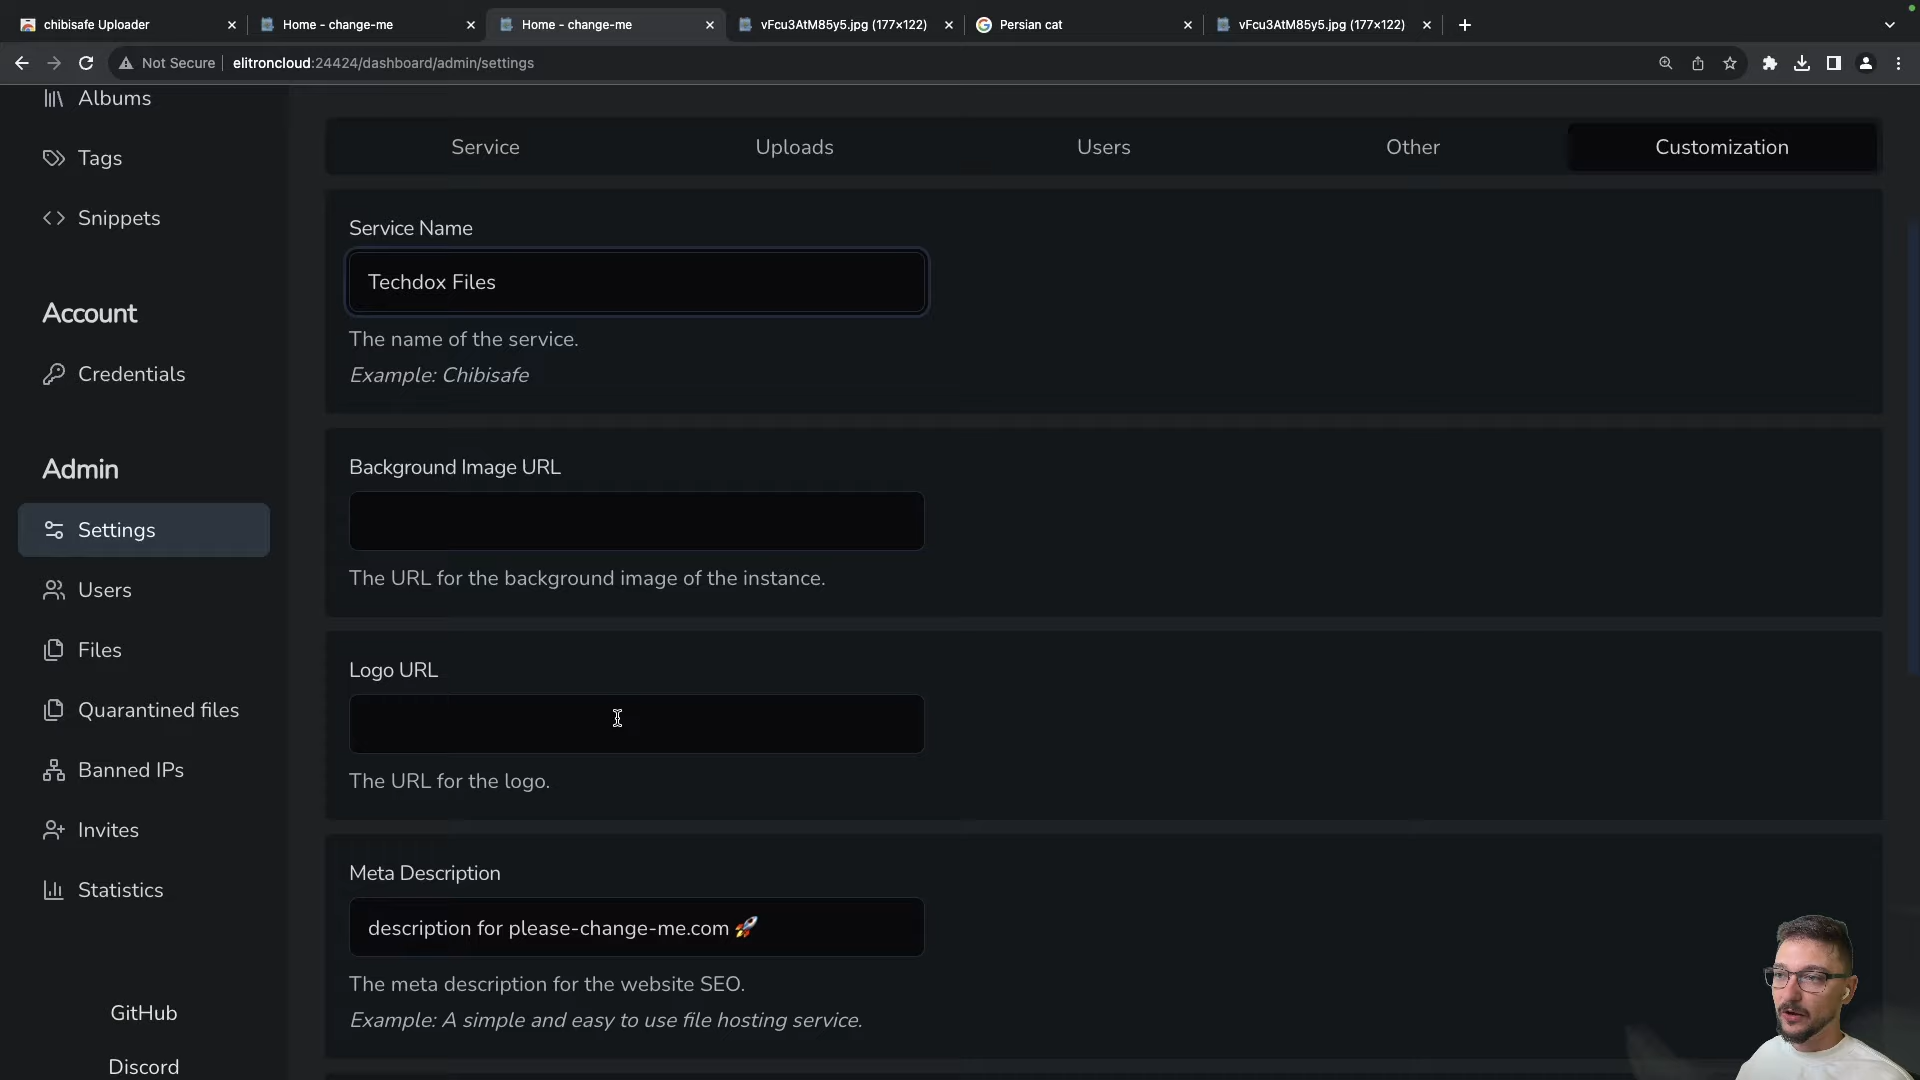 chibisafe Uploader
Home - change-me
Home - change-me
vFcu3AtM85y5.jpg (177×122)
Persian cat
vFcu3AtM85y5.jpg (177×122)
Not Secure
elitroncloud:24424/dashboard/admin/settings
Albums
Tags
Snippets
Account
Credentials
Admin
Settings
Users
Files
Quarantined files
Banned IPs
Invites
Statistics
GitHub
Discord
Service
Uploads
Users
Other
Customization
Service Name
Techdox Files
The name of the service.
Example: Chibisafe
Background Image URL
The URL for the background image of the instance.
Logo URL
The URL for the logo.
Meta Description
description for please-change-me.com 🚀
The meta description for the website SEO.
Example: A simple and easy to use file hosting service.